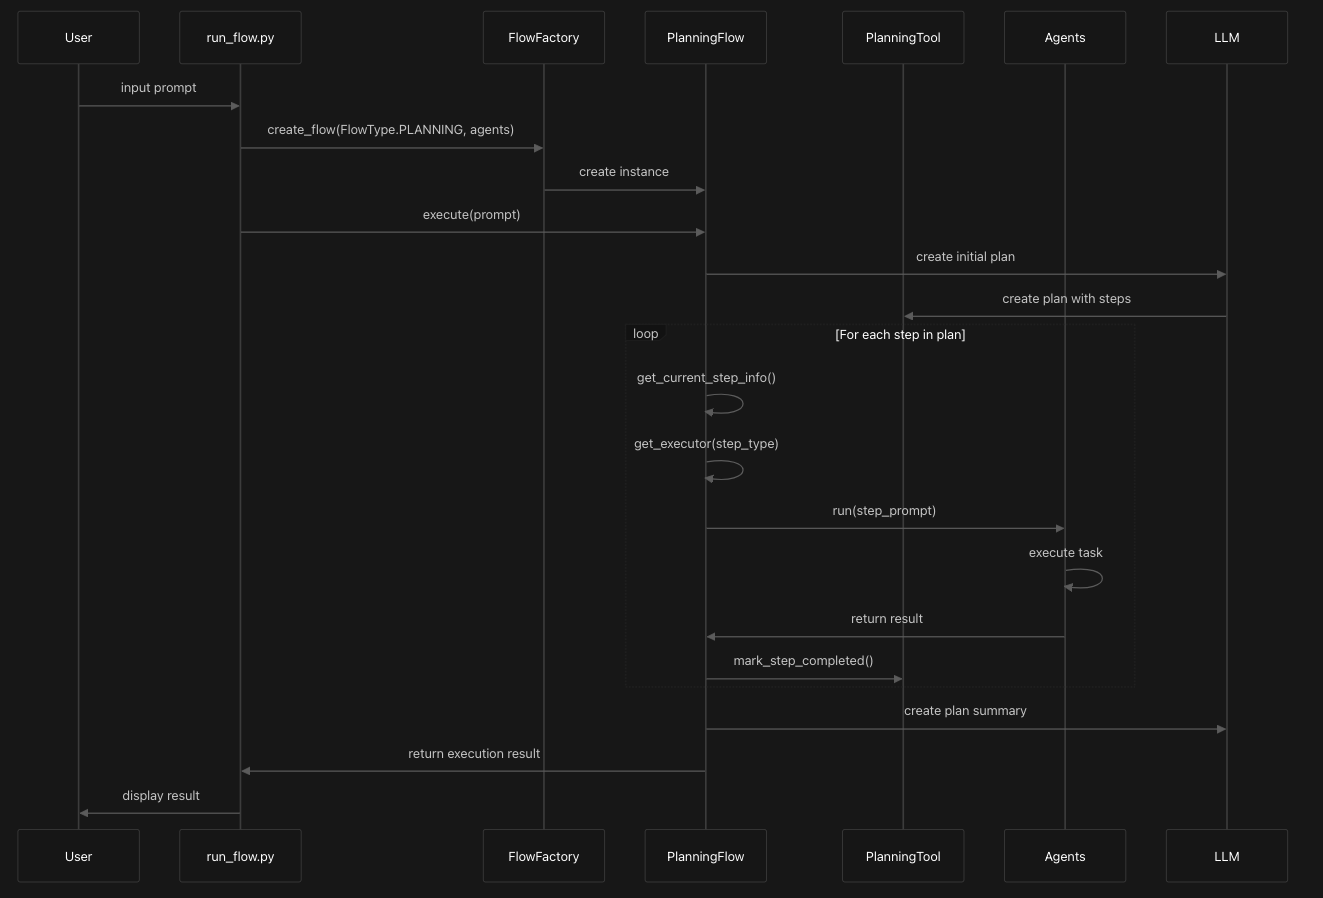 User
run_flow.py
FlowFactory
PlanningFlow
PlanningTool
Agents
LLM
input prompt
create_flow(FlowType.PLANNING, agents)
create instance
execute(prompt)
create initial plan
create plan with steps
loop
[For each step in plan]
get_current_step_info()
get_executor(step_type)
run(step_prompt)
execute task
return result
mark_step_completed()
create plan summary
return execution result
display result
User
run_flow.py
FlowFactory
PlanningFlow
PlanningTool
Agents
LLM